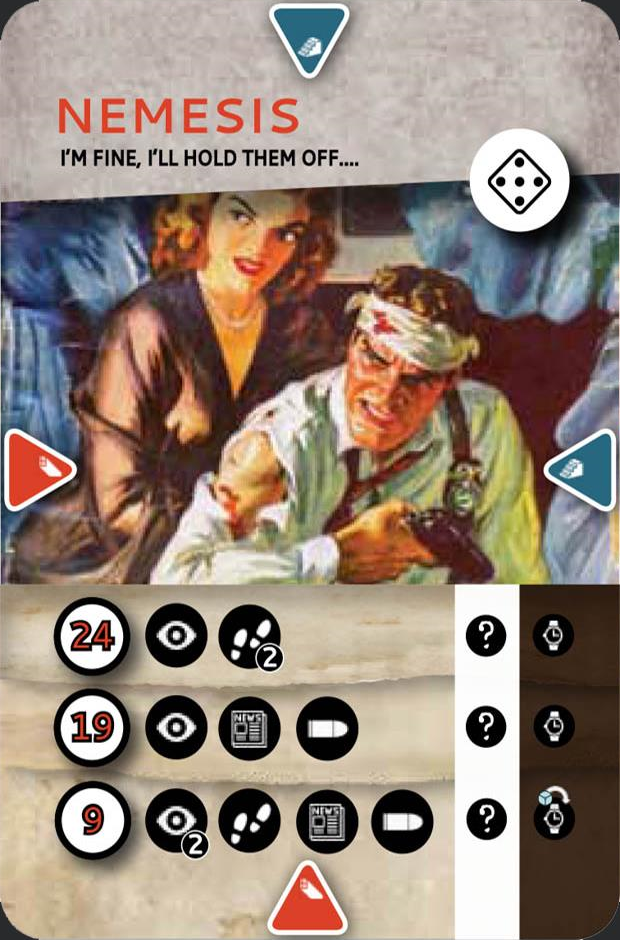 NEMESIS
I'M FINE, I'LL HOLD THEM OFF....
24 2 ?
19 NEWS ?
9 2 NEWS ?